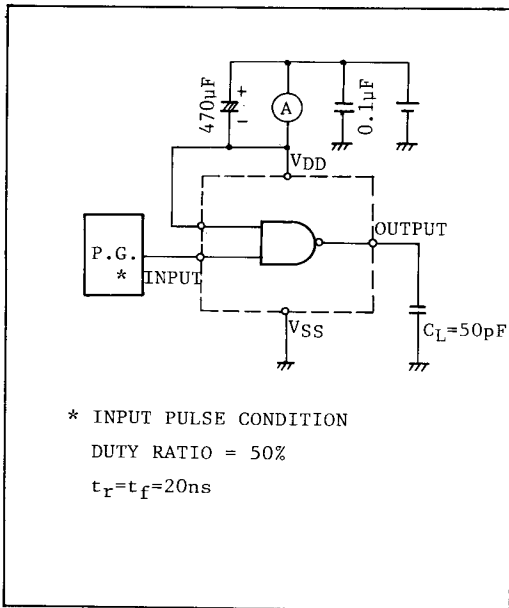 470μF
+
−
A
0.1μF
VDD
OUTPUT
P.G.
*
INPUT
VSS
CL=50pF
* INPUT PULSE CONDITION
DUTY RATIO = 50%
tr=tf=20ns